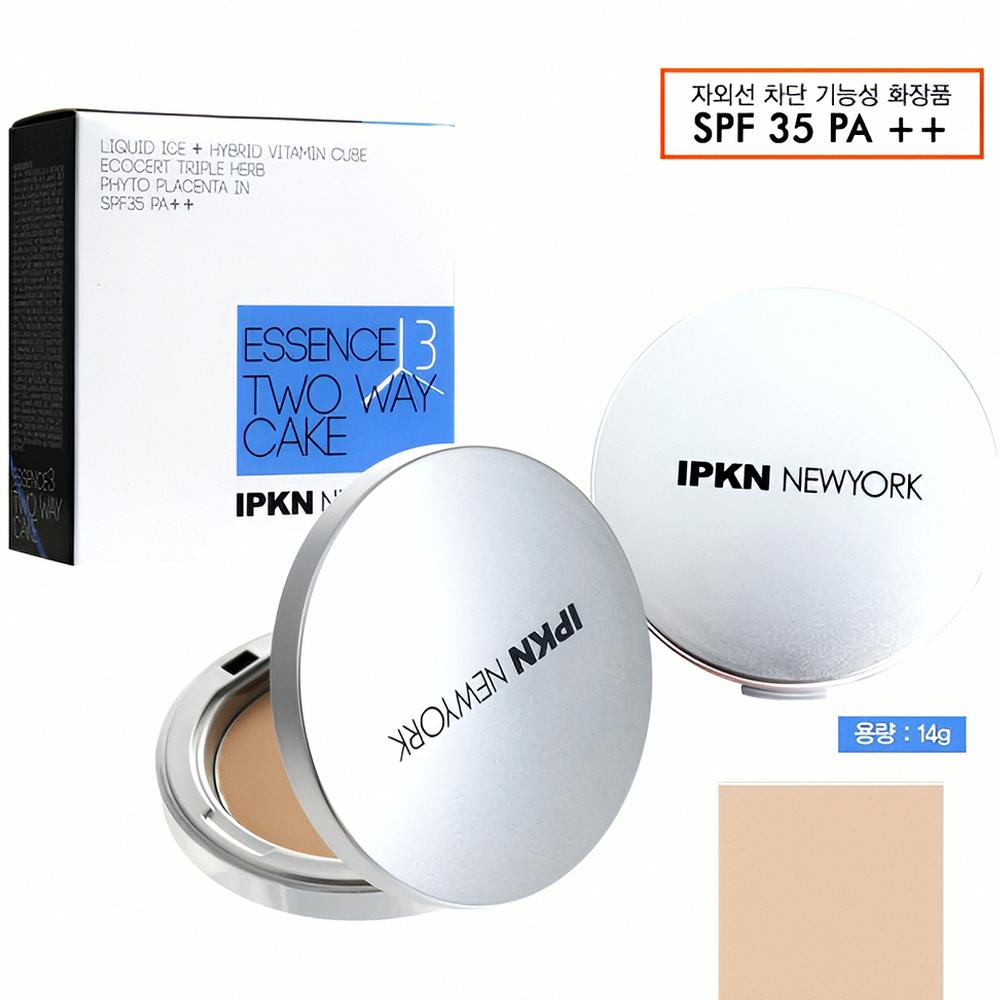 자외선 차단 기능성 화장품
SPF 35 PA ++
LIQUID ICE + HYBRID VITAMIN CUBE
ECOCERT TRIPLE HERB
PHYTO PLACENTA IN
SPF35 PA++
ESSENCE 3
TWO WAY
CAKE
IPKN N
ESSENCE3
TWO WAY
CAKE
IPKN NEWYORK
IPKN NEWYORK
용량 : 14g